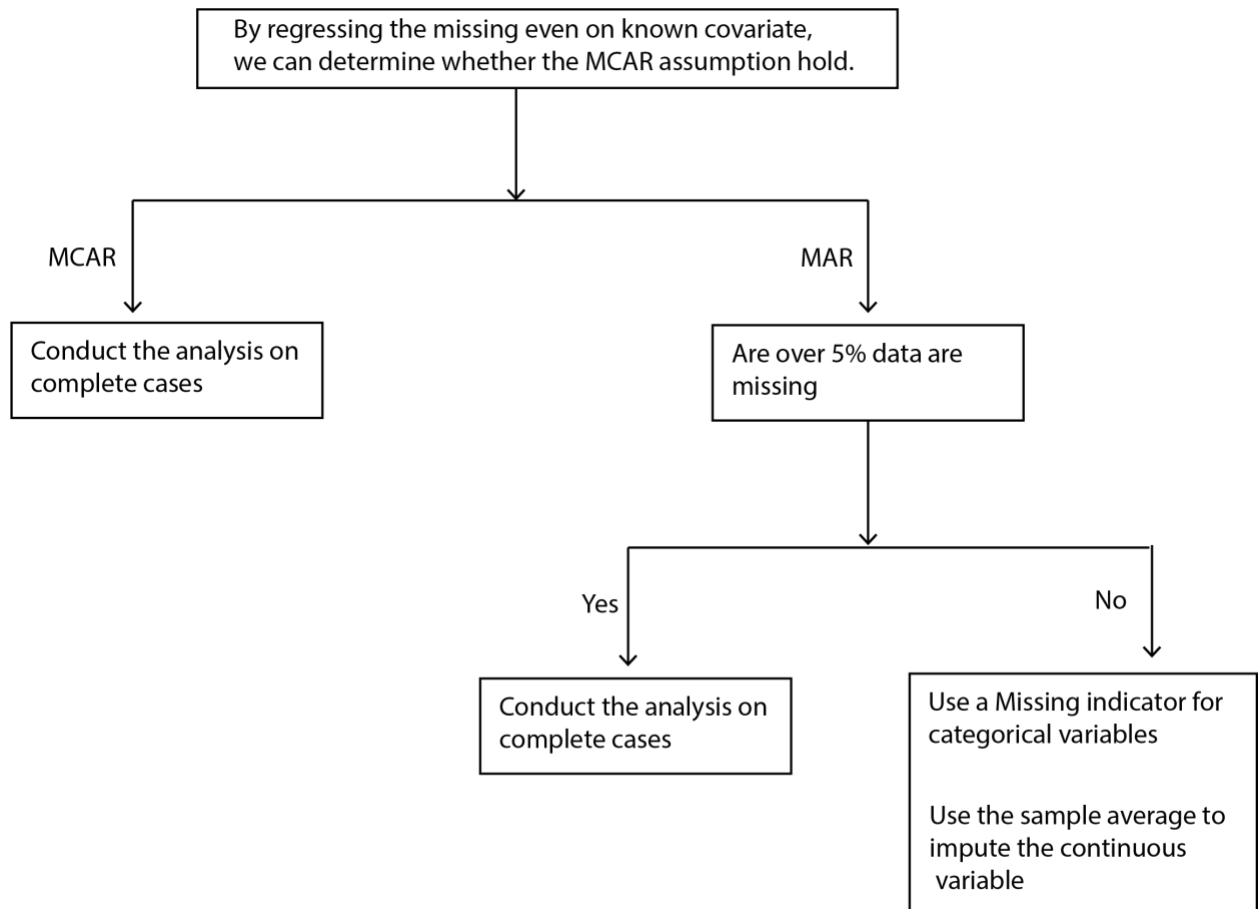 By regressing the missing even on known covariate,
we can determine whether the MCAR assumption hold.
MCAR
MAR
Conduct the analysis on
complete cases
Are over 5% data are
missing
Yes
No
Conduct the analysis on
complete cases
Use a Missing indicator for
categorical variables
Use the sample average to
impute the continuous
variable